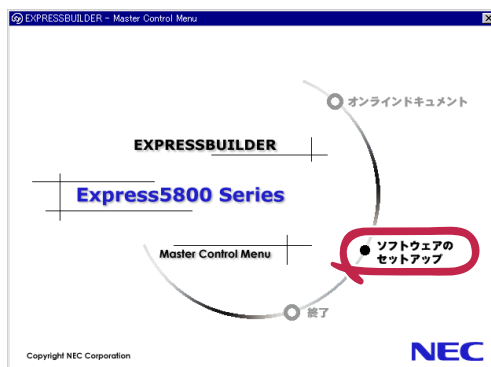 EXPRESSBUILDER - Master Control Menu
オンラインドキュメント
EXPRESSBUILDER
Express5800 Series
ソフトウェアの
セットアップ
Master Control Menu
終了
Copyright NEC Corporation
NEC